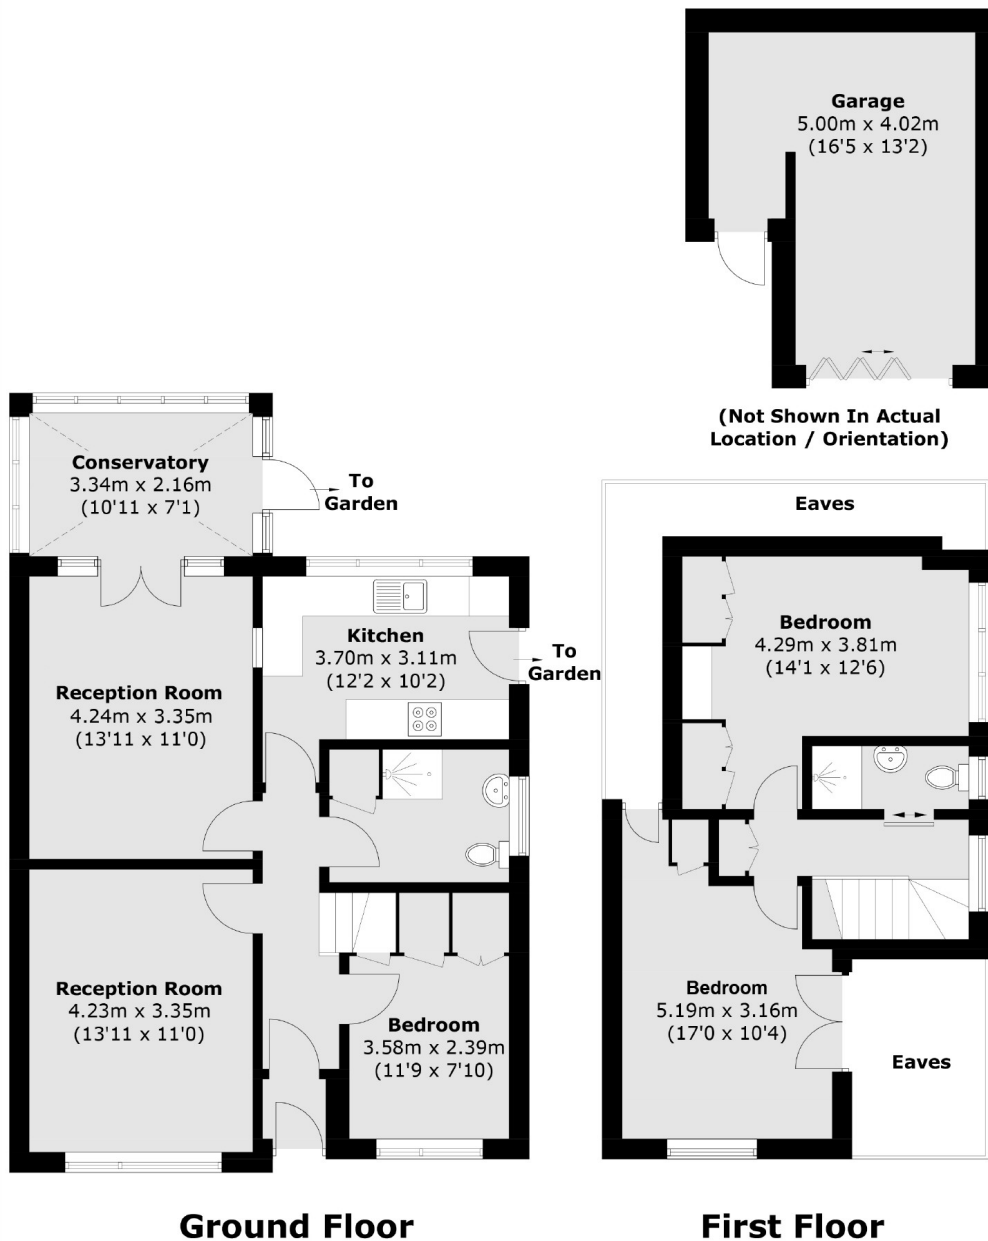 Garage
5.00m x 4.02m
(16'5 x 13'2)
(Not Shown In Actual
Location / Orientation)
Conservatory
3.34m x 2.16m
(10'11 x 7'1)
To
Garden
Kitchen
3.70m x 3.11m
(12'2 x 10'2)
To
Garden
Reception Room
4.24m x 3.35m
(13'11 x 11'0)
Reception Room
4.23m x 3.35m
(13'11 x 11'0)
Bedroom
3.58m x 2.39m
(11'9 x 7'10)
Ground Floor
Eaves
Bedroom
4.29m x 3.81m
(14'1 x 12'6)
Bedroom
5.19m x 3.16m
(17'0 x 10'4)
Eaves
First Floor